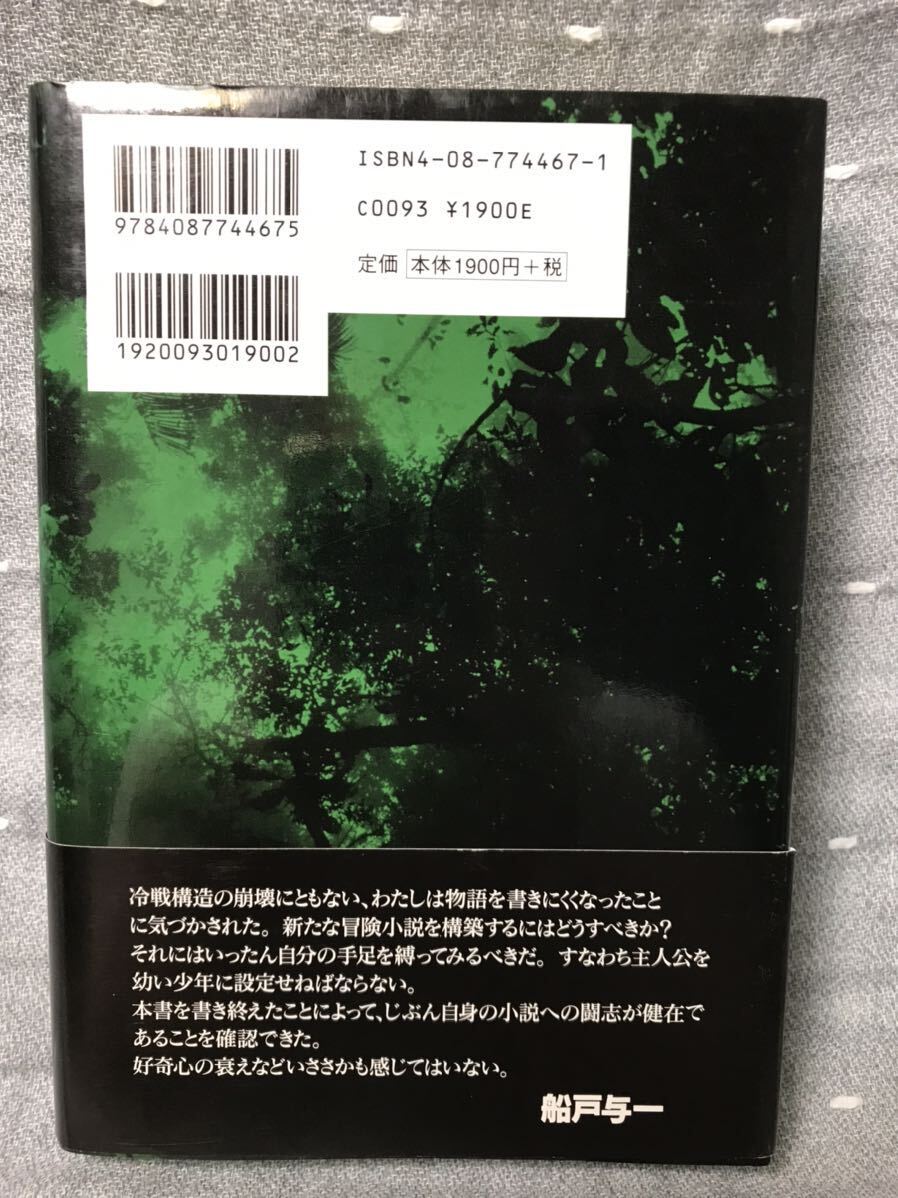 ISBN4-08-774467-1
9784087744675
C0093 ¥1900E
定価 本体1900円+税
1920093019002
冷戦構造の崩壊にともない、わたしは物語を書きにくくなったこと
に気づかされた。新たな冒険小説を構築するにはどうすべきか?
それにはいったん自分の手足を縛ってみるべきだ。すなわち主人公を
幼い少年に設定せねばならない。
本書を書き終えたことによって、じぶん自身の小説への闘志が健在で
あることを確認できた。
好奇心の衰えなどいささかも感じてはいない。
船戸与一